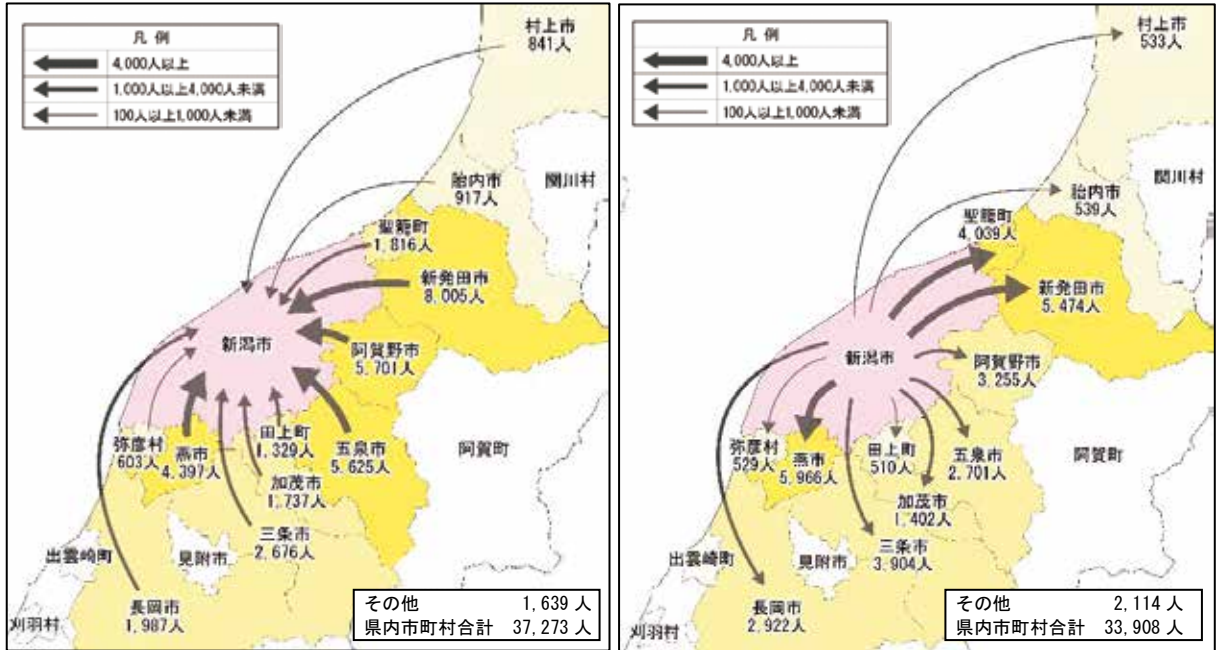 凡例
4,000人以上
1,000人以上4,000人未満
100人以上1,000人未満
村上市
841人
関川村
胎内市
917人
聖籠町
1,816人
新発田市
8,005人
新潟市
阿賀野市
5,701人
阿賀町
弥彦村
603人
燕市
4,397人
田上町
1,329人
五泉市
5,625人
加茂市
1,737人
三条市
2,676人
出雲崎町
見附市
長岡市
1,987人
刈羽村
その他 1,639人
県内市町村合計 37,273人
凡例
4,000人以上
1,000人以上4,000人未満
100人以上1,000人未満
村上市
533人
関川村
胎内市
539人
聖籠町
4,039人
新発田市
5,474人
新潟市
阿賀野市
3,255人
阿賀町
弥彦村
529人
燕市
5,966人
田上町
510人
五泉市
2,701人
加茂市
1,402人
三条市
3,904人
出雲崎町
見附市
長岡市
2,922人
刈羽村
その他 2,114人
県内市町村合計 33,908人